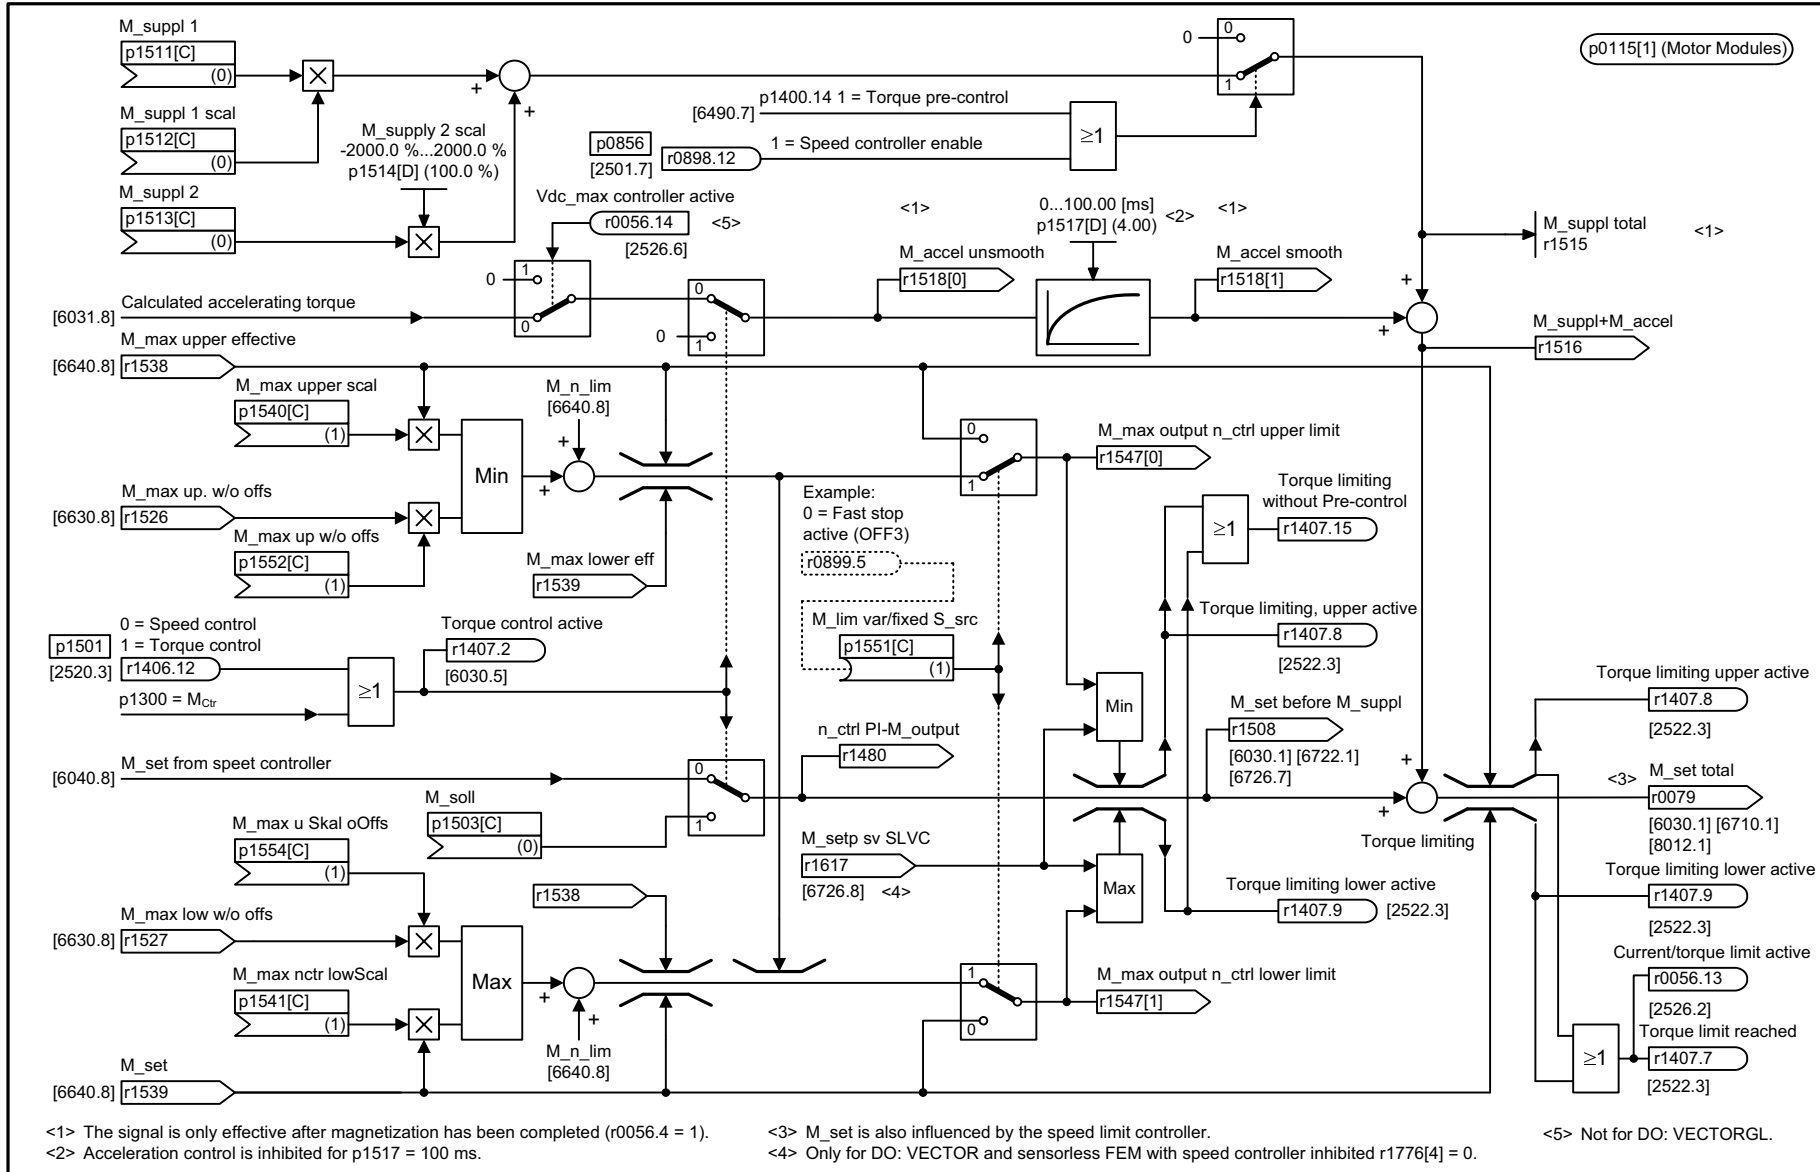 M_suppl 1
p1511[C]
(0)
M_suppl 1 scal
p1512[C]
(0)
M_suppl 2
p1513[C]
(0)
M_supply 2 scal
-2000.0 %...2000.0 %
p1514[D] (100.0 %)
+
+
0
0
1
p0115[1] (Motor Modules)
p1400.14 1 = Torque pre-control
[6490.7]
p0856
[2501.7]
r0898.12
1 = Speed controller enable
≥1
Vdc_max controller active
r0056.14
<5>
[2526.6]
0
1
0
Calculated accelerating torque
[6031.8]
0
0
1
<1>
M_accel unsmooth
r1518[0]
0...100.00 [ms]
p1517[D] (4.00)
<2>
<1>
M_accel smooth
r1518[1]
+
+
M_suppl total
r1515
<1>
M_suppl+M_accel
r1516
M_max upper effective
[6640.8]
r1538
M_max upper scal
p1540[C]
(1)
M_max up. w/o offs
[6630.8]
r1526
M_max up w/o offs
p1552[C]
(1)
Min
M_n_lim
[6640.8]
+
+
M_max lower eff
r1539
0
1
M_max output n_ctrl upper limit
r1547[0]
Example:
0 = Fast stop
active (OFF3)
r0899.5
M_lim var/fixed S_src
p1551[C]
(1)
Torque limiting
without Pre-control
≥1
r1407.15
Torque limiting, upper active
r1407.8
[2522.3]
0 = Speed control
1 = Torque control
p1501
[2520.3]
r1406.12
p1300 = MCtr
≥1
Torque control active
r1407.2
[6030.5]
M_set from speet controller
[6040.8]
M_soll
p1503[C]
(0)
0
1
n_ctrl PI-M_output
r1480
Min
M_set before M_suppl
r1508
[6030.1] [6722.1]
[6726.7]
+
+
Torque limiting
Torque limiting upper active
r1407.8
[2522.3]
<3>
M_set total
r0079
[6030.1] [6710.1]
[8012.1]
M_setp sv SLVC
r1617
[6726.8]
<4>
Max
Torque limiting lower active
r1407.9
[2522.3]
Torque limiting lower active
r1407.9
[2522.3]
M_max u Skal oOffs
p1554[C]
(1)
M_max low w/o offs
[6630.8]
r1527
M_max nctr lowScal
p1541[C]
(1)
Max
r1538
+
+
M_n_lim
[6640.8]
1
0
M_max output n_ctrl lower limit
r1547[1]
Current/torque limit active
r0056.13
[2526.2]
Torque limit reached
≥1
r1407.7
[2522.3]
M_set
[6640.8]
r1539
<1> The signal is only effective after magnetization has been completed (r0056.4 = 1).
<2> Acceleration control is inhibited for p1517 = 100 ms.
<3> M_set is also influenced by the speed limit controller.
<4> Only for DO: VECTOR and sensorless FEM with speed controller inhibited r1776[4] = 0.
<5> Not for DO: VECTORGL.